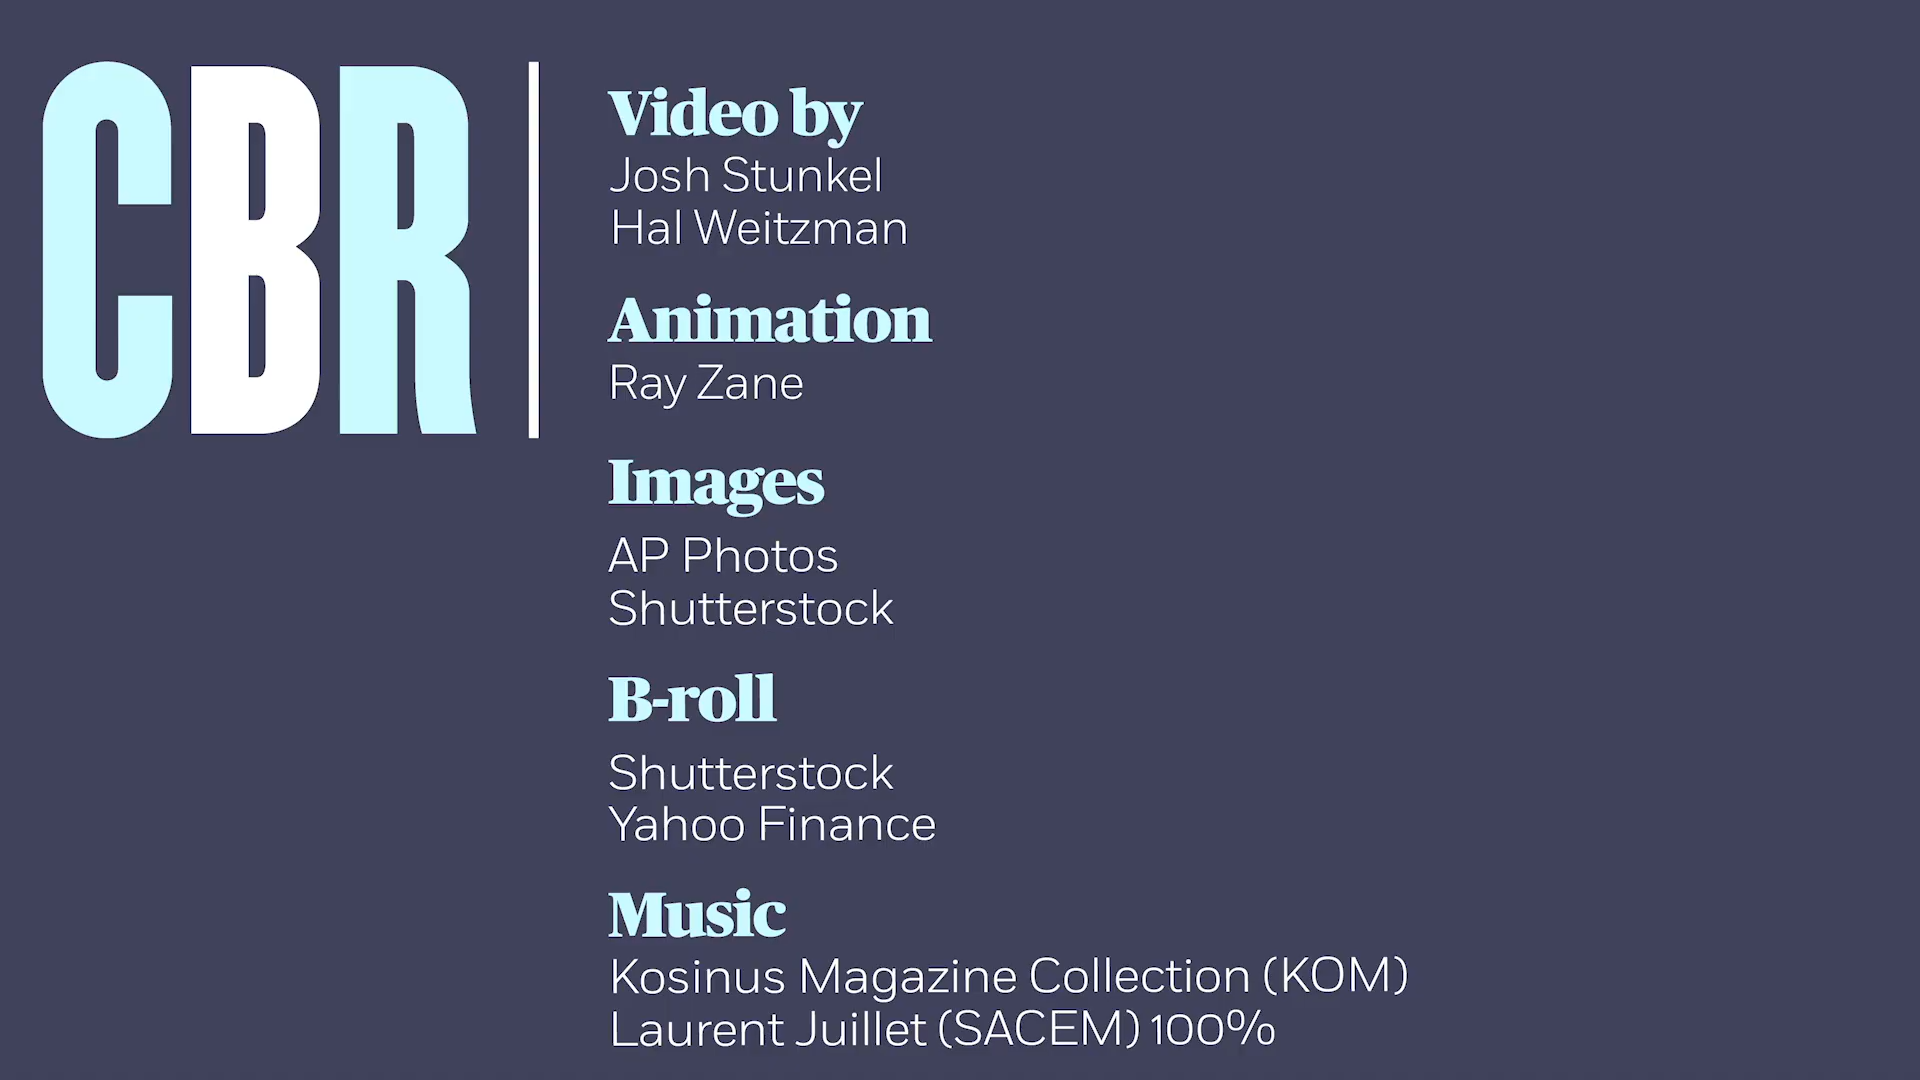 CBR
Video by
Josh Stunkel
Hal Weitzman
Animation
Ray Zane
Images
AP Photos
Shutterstock
B-roll
Shutterstock
Yahoo Finance
Music
Kosinus Magazine Collection (KOM)
Laurent Juillet (SACEM) 100%